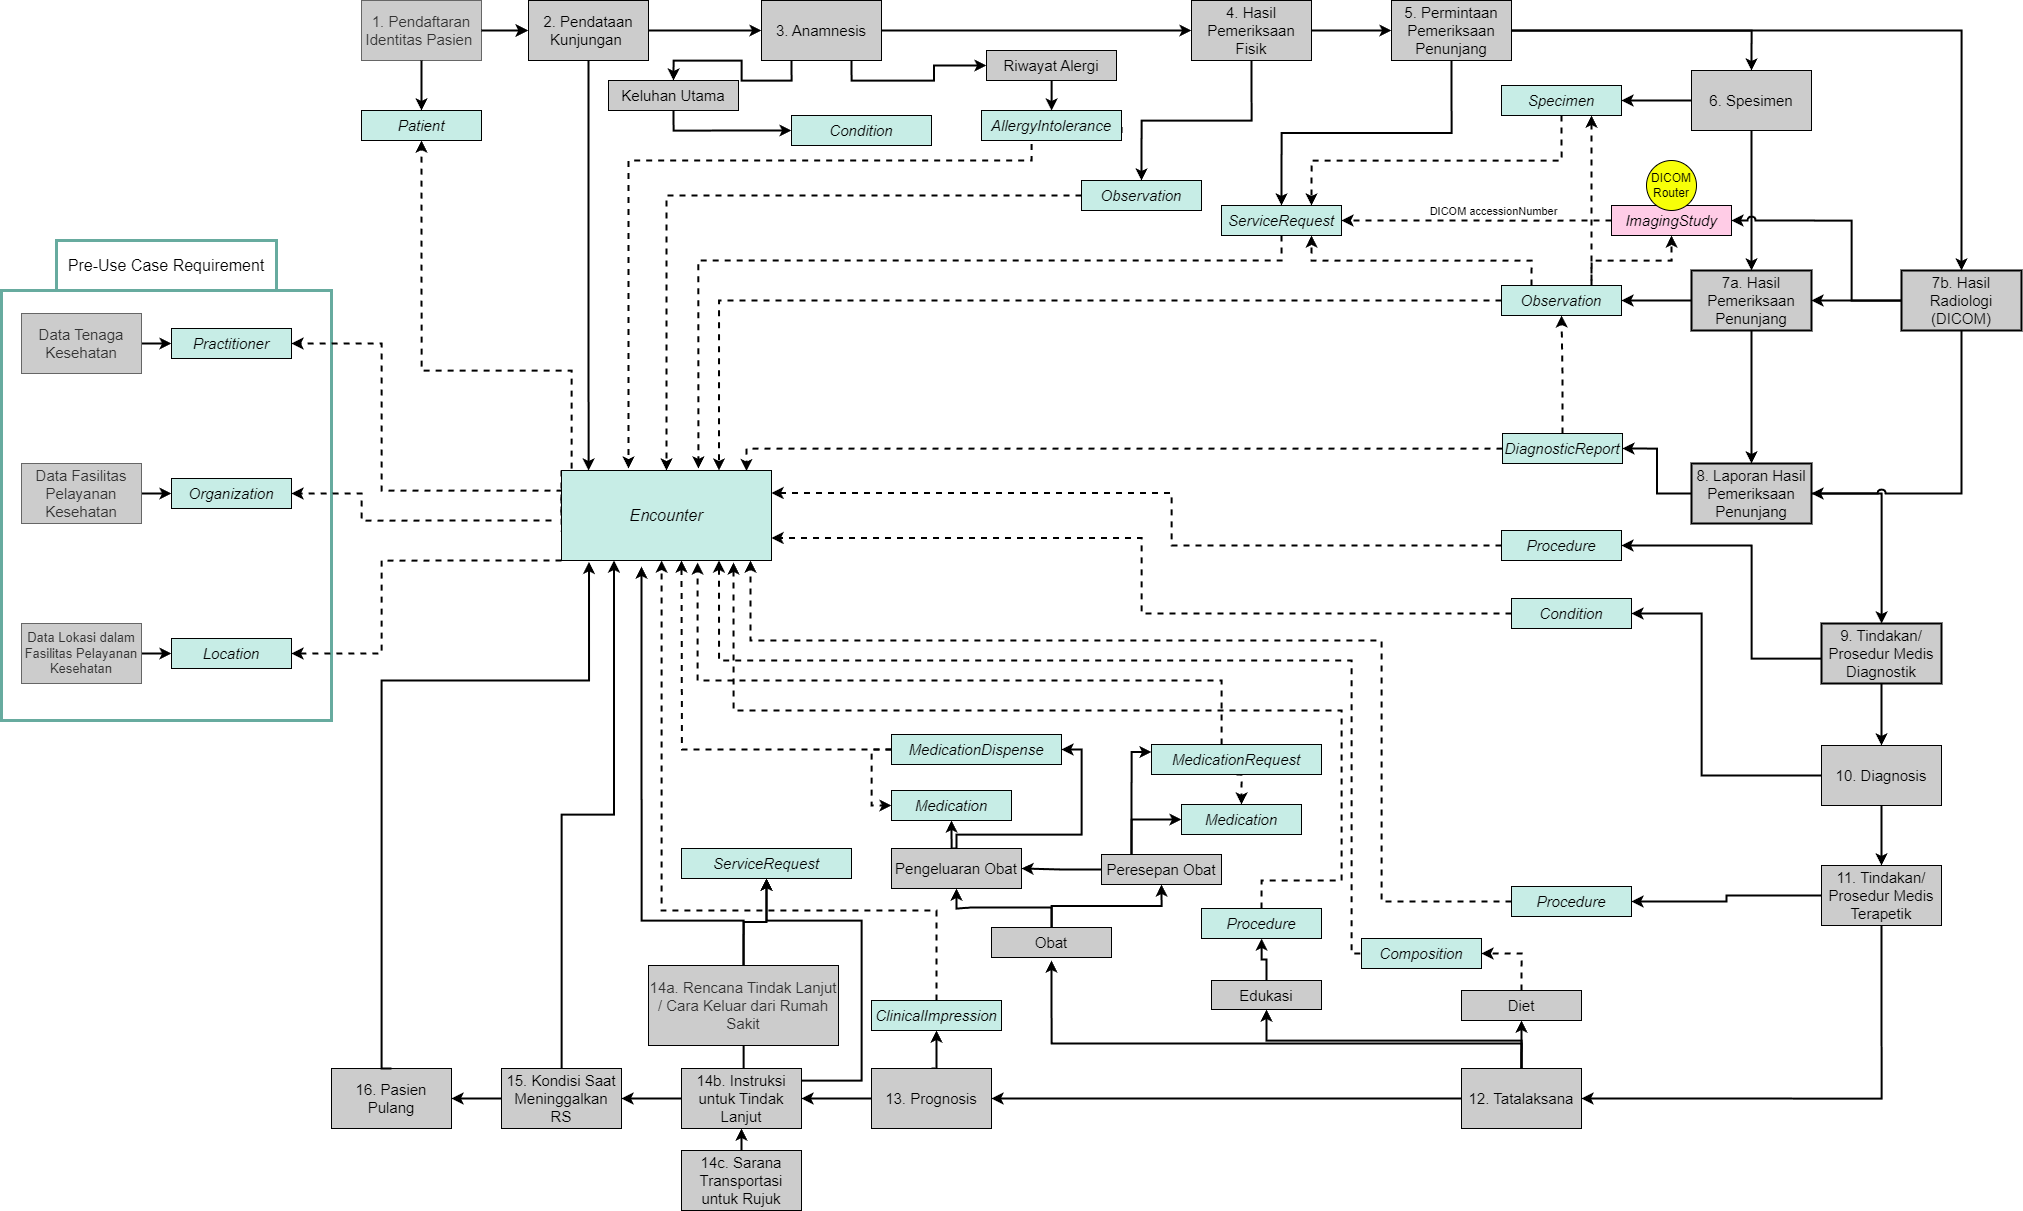 1. Pendaftaran
Identitas Pasien
2. Pendataan
Kunjungan
3. Anamnesis
4. Hasil
Pemeriksaan
Fisik
5. Permintaan
Pemeriksaan
Penunjang
Riwayat Alergi
Keluhan Utama
6. Spesimen
Specimen
Patient
Condition
AllergyIntolerance
Observation
DICOM
Router
ServiceRequest
DICOM accessionNumber
ImagingStudy
Pre-Use Case Requirement
7a. Hasil
Pemeriksaan
Penunjang
7b. Hasil
Radiologi
(DICOM)
Observation
Data Tenaga
Kesehatan
Practitioner
DiagnosticReport
8. Laporan Hasil
Pemeriksaan
Penunjang
Data Fasilitas
Pelayanan
Kesehatan
Organization
Encounter
Procedure
Condition
9. Tindakan/
Prosedur Medis
Diagnostik
Data Lokasi dalam
Fasilitas Pelayanan
Kesehatan
Location
MedicationDispense
MedicationRequest
10. Diagnosis
Medication
Medication
ServiceRequest
Pengeluaran Obat
Peresepan Obat
11. Tindakan/
Prosedur Medis
Terapetik
Procedure
Procedure
Obat
Composition
14a. Rencana Tindak Lanjut
/ Cara Keluar dari Rumah
Sakit
ClinicalImpression
Edukasi
Diet
16. Pasien
Pulang
15. Kondisi Saat
Meninggalkan
RS
14b. Instruksi
untuk Tindak
Lanjut
13. Prognosis
12. Tatalaksana
14c. Sarana
Transportasi
untuk Rujuk